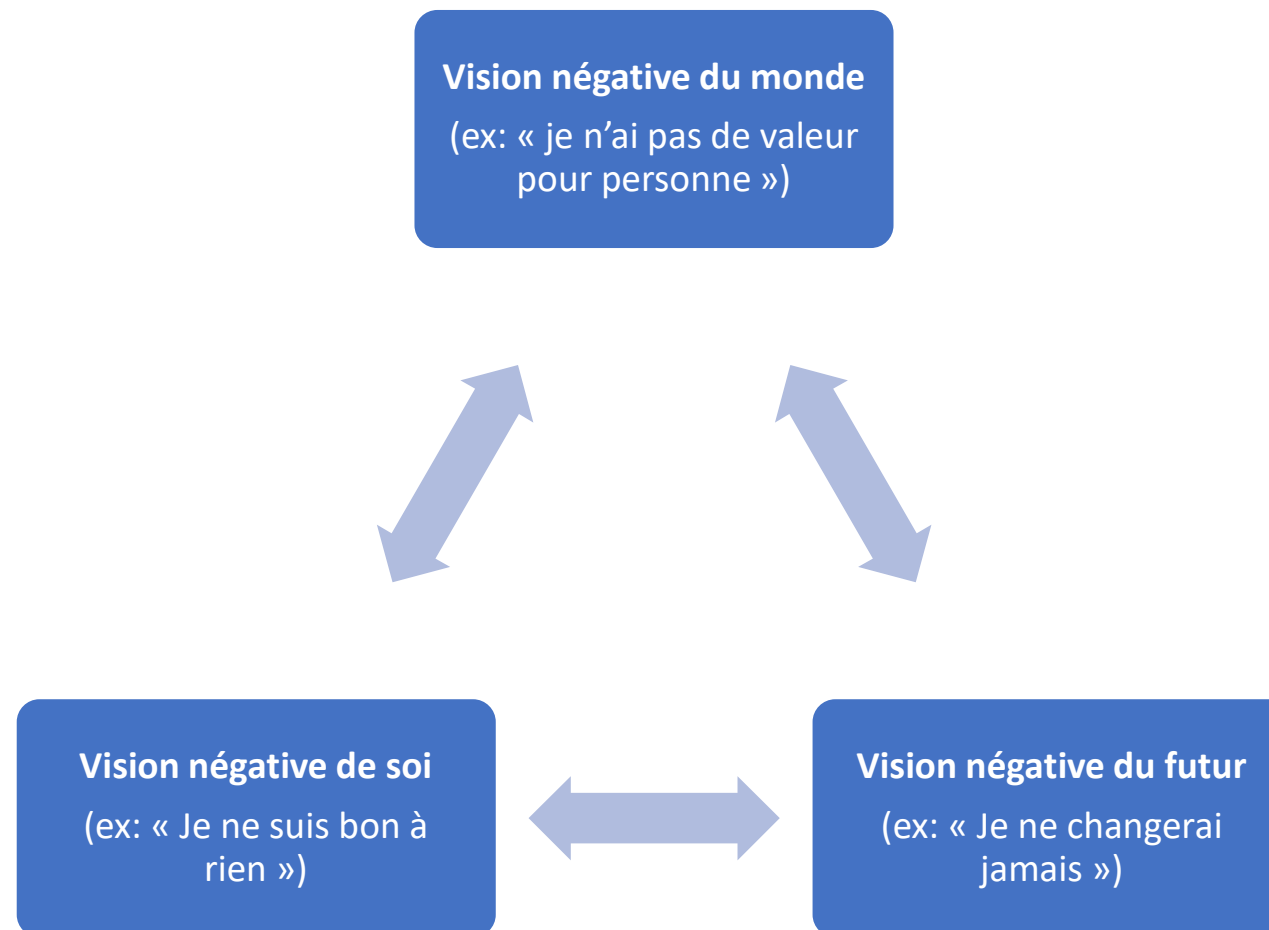 Vision négative du monde
(ex: « je n’ai pas de valeur
pour personne »)
Vision négative de soi
(ex: « Je ne suis bon à
rien »)
Vision négative du futur
(ex: « Je ne changerai
jamais »)